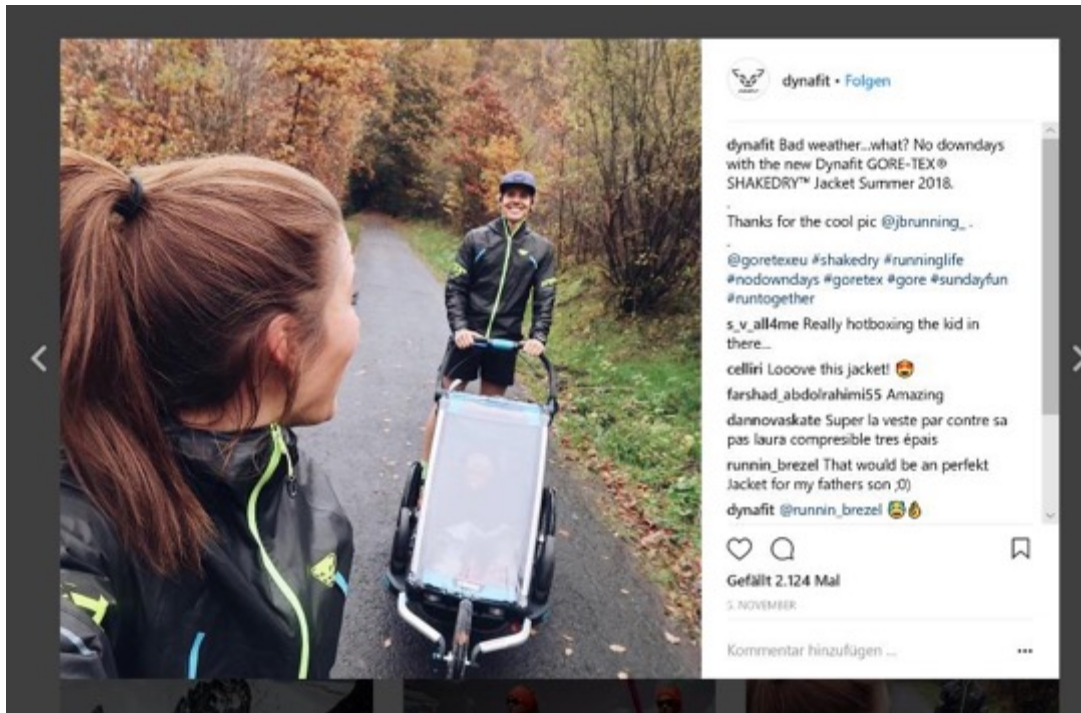 dynafit • Folgen
dynafit Bad weather...what? No downdays
with the new Dynafit GORE-TEX®
SHAKEDRY™ Jacket Summer 2018.
.
Thanks for the cool pic @jbrunning_ .
.
@goretexeu #shakedry #runninglife
#nodowndays #goretex #gore #sundayfun
#runtogether
s_v_all4me Really hotboxing the kid in
there...
celliri Looove this jacket! 😍
farshad_abdolrahimi55 Amazing
dannovaskate Super la veste par contre sa
pas laura compresible tres épais
runnin_brezel That would be an perfekt
Jacket for my fathers son ;0)
dynafit @runnin_brezel 😂👌
Gefällt 2.124 Mal
5. NOVEMBER
Kommentar hinzufügen ...